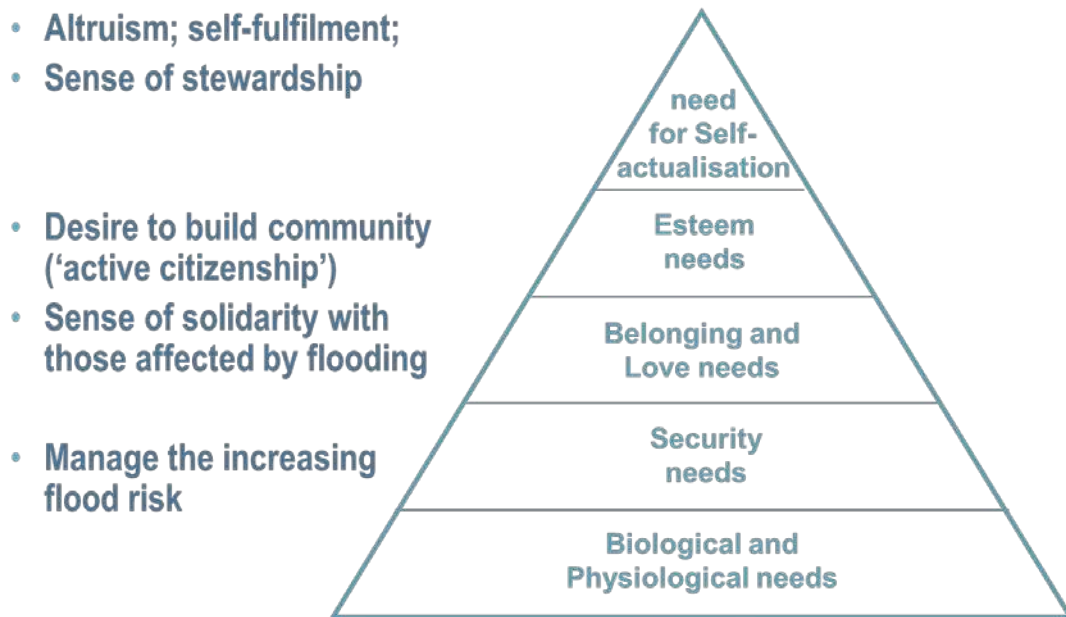 • Altruism; self-fulfilment;
• Sense of stewardship
• Desire to build community
(‘active citizenship’)
• Sense of solidarity with
those affected by flooding
• Manage the increasing
flood risk
need
for Self-
actualisation
Esteem
needs
Belonging and
Love needs
Security
needs
Biological and
Physiological needs